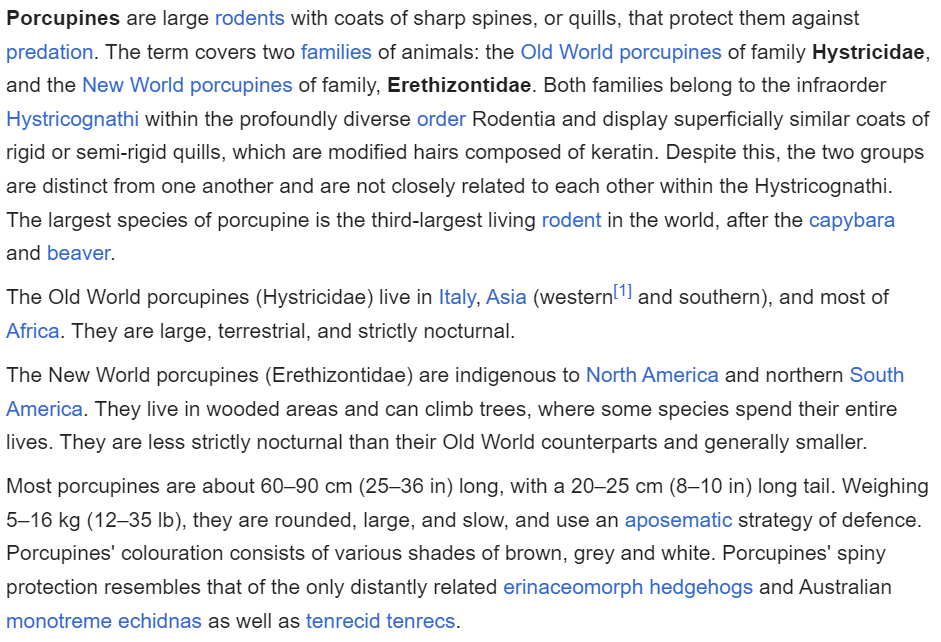 Porcupines are large rodents with coats of sharp spines, or quills, that protect them against
predation. The term covers two families of animals: the Old World porcupines of family Hystricidae,
and the New World porcupines of family, Erethizontidae. Both families belong to the infraorder
Hystricognathi within the profoundly diverse order Rodentia and display superficially similar coats of
rigid or semi-rigid quills, which are modified hairs composed of keratin. Despite this, the two groups
are distinct from one another and are not closely related to each other within the Hystricognathi.
The largest species of porcupine is the third-largest living rodent in the world, after the capybara
and beaver.
The Old World porcupines (Hystricidae) live in Italy, Asia (western[1] and southern), and most of
Africa. They are large, terrestrial, and strictly nocturnal.
The New World porcupines (Erethizontidae) are indigenous to North America and northern South
America. They live in wooded areas and can climb trees, where some species spend their entire
lives. They are less strictly nocturnal than their Old World counterparts and generally smaller.
Most porcupines are about 60–90 cm (25–36 in) long, with a 20–25 cm (8–10 in) long tail. Weighing
5–16 kg (12–35 lb), they are rounded, large, and slow, and use an aposematic strategy of defence.
Porcupines' colouration consists of various shades of brown, grey and white. Porcupines' spiny
protection resembles that of the only distantly related erinaceomorph hedgehogs and Australian
monotreme echidnas as well as tenrecid tenrecs.